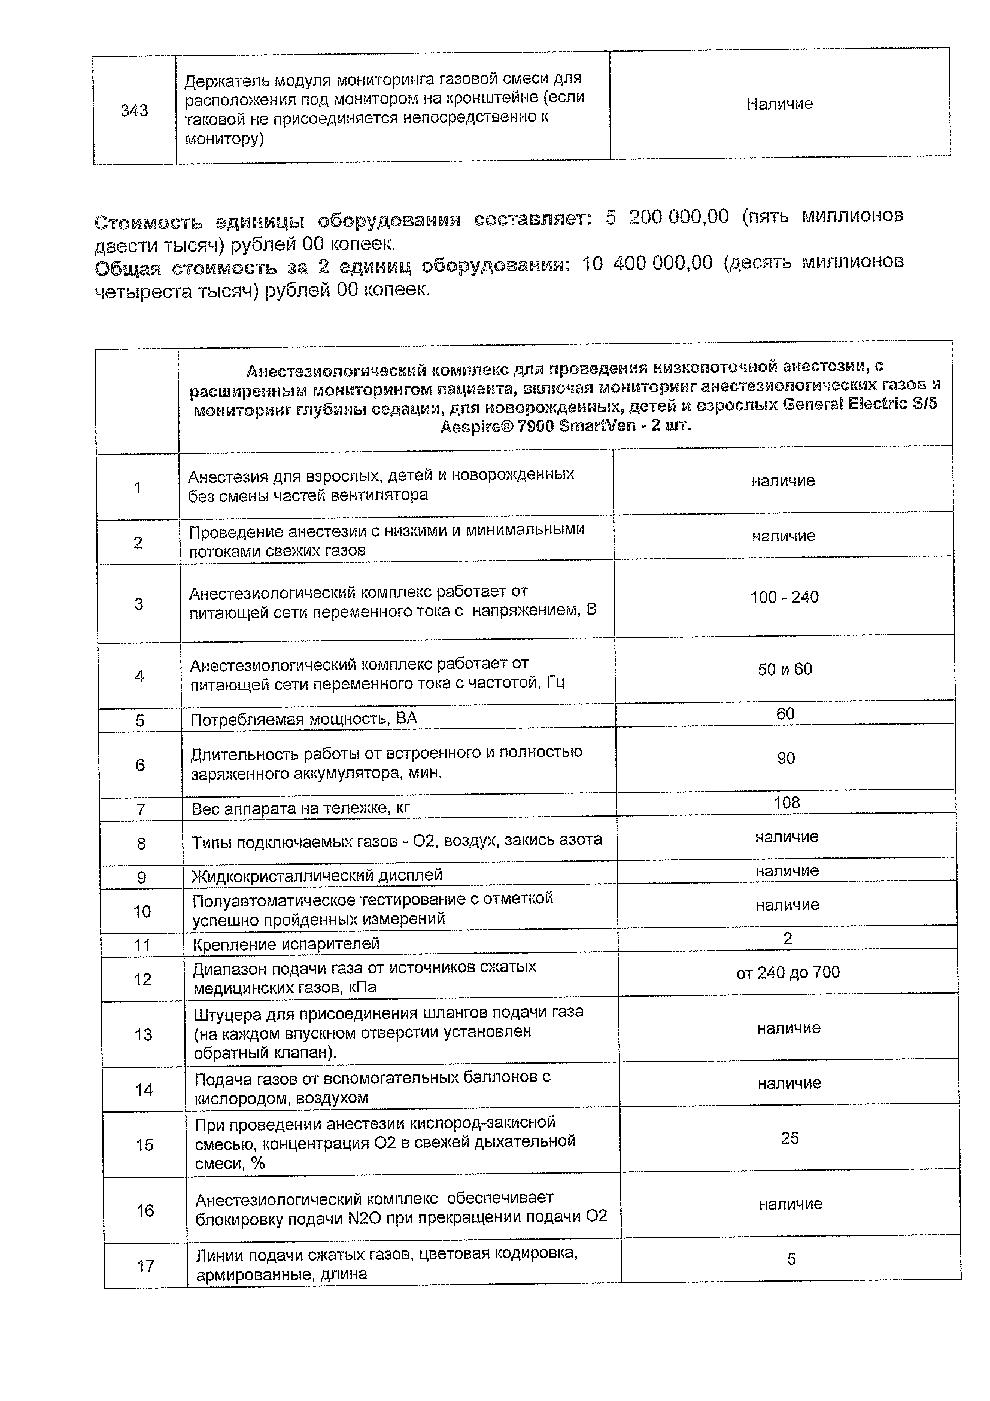 343
Держатель модуля мониторинга газовой смеси для
расположения под монитором на кронштейне (если
таковой не присоединяется непосредственно к
монитору)
Наличие
Стоимость единицы оборудования составляет: 5 200 000,00 (пять миллионов
двести тысяч) рублей 00 копеек.
Общая стоимость за 2 единиц оборудования: 10 400 000,00 (десять миллионов
четыреста тысяч) рублей 00 копеек.
Анестезиологический комплекс для проведения низкопоточной анестезии, с
расширенным мониторингом пациента, включая мониторинг анестезиологических газов и
мониторинг глубины седации, для новорожденных, детей и взрослых General Electric S/5
Aespire® 7900 SmartVen - 2 шт.
1
Анестезия для взрослых, детей и новорожденных
без смены частей вентилятора
наличие
2
Проведение анестезии с низкими и минимальными
потоками свежих газов
наличие
3
Анестезиологический комплекс работает от
питающей сети переменного тока с напряжением, В
100 - 240
4
Анестезиологический комплекс работает от
питающей сети переменного тока с частотой, Гц
50 и 60
5
Потребляемая мощность, ВА
60
6
Длительность работы от встроенного и полностью
заряженного аккумулятора, мин.
90
7
Вес аппарата на тележке, кг
108
8
Типы подключаемых газов - О2, воздух, закись азота
наличие
9
Жидкокристаллический дисплей
наличие
10
Полуавтоматическое тестирование с отметкой
успешно пройденных измерений
наличие
11
Крепление испарителей
2
12
Диапазон подачи газа от источников сжатых
медицинских газов, кПа
от 240 до 700
13
Штуцера для присоединения шлангов подачи газа
(на каждом впускном отверстии установлен
обратный клапан).
наличие
14
Подача газов от вспомогательных баллонов с
кислородом, воздухом
наличие
15
При проведении анестезии кислород-закисной
смесью, концентрация О2 в свежей дыхательной
смеси, %
25
16
Анестезиологический комплекс обеспечивает
блокировку подачи N2O при прекращении подачи О2
наличие
17
Линии подачи сжатых газов, цветовая кодировка,
армированные, длина
5